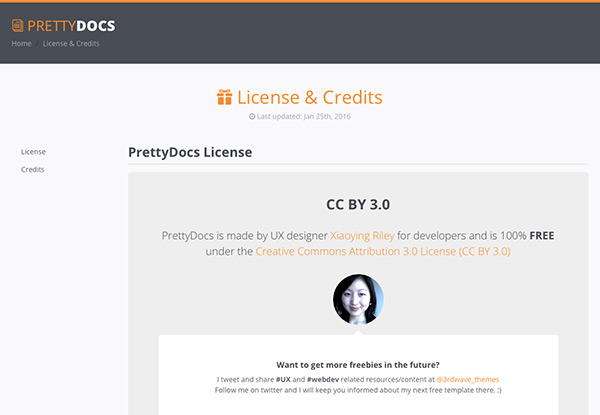 PRETTYDOCS
Home / License & Credits
License & Credits
Last updated: Jan 25th, 2016
License
Credits
PrettyDocs License
CC BY 3.0
PrettyDocs is made by UX designer Xiaoying Riley for developers and is 100% FREE
under the Creative Commons Attribution 3.0 License (CC BY 3.0)
Want to get more freebies in the future?
I tweet and share #UX and #webdev related resources/content at @3rdwave_themes
Follow me on twitter and I will keep you informed about my next free template there. :)